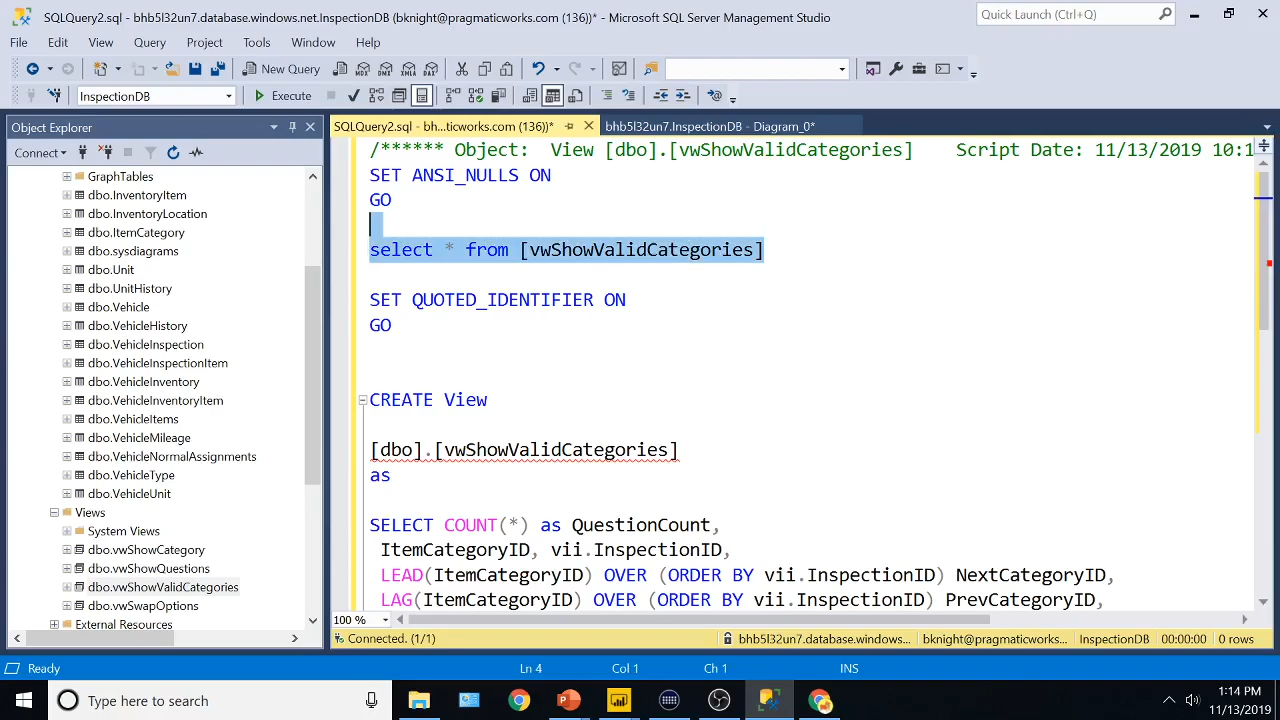 SQLQuery2.sql - bhb5l32un7.database.windows.net.InspectionDB (bknight@pragmaticworks.com (136))* - Microsoft SQL Server Management Studio
Quick Launch (Ctrl+Q)
File Edit View Query Project Tools Window Help
New Query
MDX DMX XMLA DAX
InspectionDB
Execute
Object Explorer
SQLQuery2.sql - bh...ticworks.com (136))*
bhb5l32un7.InspectionDB - Diagram_0*
Connect
GraphTables
dbo.InventoryItem
dbo.InventoryLocation
dbo.ItemCategory
dbo.sysdiagrams
dbo.Unit
dbo.UnitHistory
dbo.Vehicle
dbo.VehicleHistory
dbo.VehicleInspection
dbo.VehicleInspectionItem
dbo.VehicleInventory
dbo.VehicleInventoryItem
dbo.VehicleItems
dbo.VehicleMileage
dbo.VehicleNormalAssignments
dbo.VehicleType
dbo.VehicleUnit
Views
System Views
dbo.vwShowCategory
dbo.vwShowQuestions
dbo.vwShowValidCategories
dbo.vwSwapOptions
External Resources
/****** Object:  View [dbo].[vwShowValidCategories]    Script Date: 11/13/2019 10:1
SET ANSI_NULLS ON
GO
select * from [vwShowValidCategories]
SET QUOTED_IDENTIFIER ON
GO
CREATE View
[dbo].[vwShowValidCategories]
as
SELECT COUNT(*) as QuestionCount,
ItemCategoryID, vii.InspectionID,
LEAD(ItemCategoryID) OVER (ORDER BY vii.InspectionID) NextCategoryID,
LAG(ItemCategoryID) OVER (ORDER BY vii.InspectionID) PrevCategoryID,
100 %
Connected. (1/1)
bhb5l32un7.database.windows...
bknight@pragmaticworks...
InspectionDB
00:00:00
0 rows
Ready
Ln 4
Col 1
Ch 1
INS
Type here to search
1:14 PM
11/13/2019